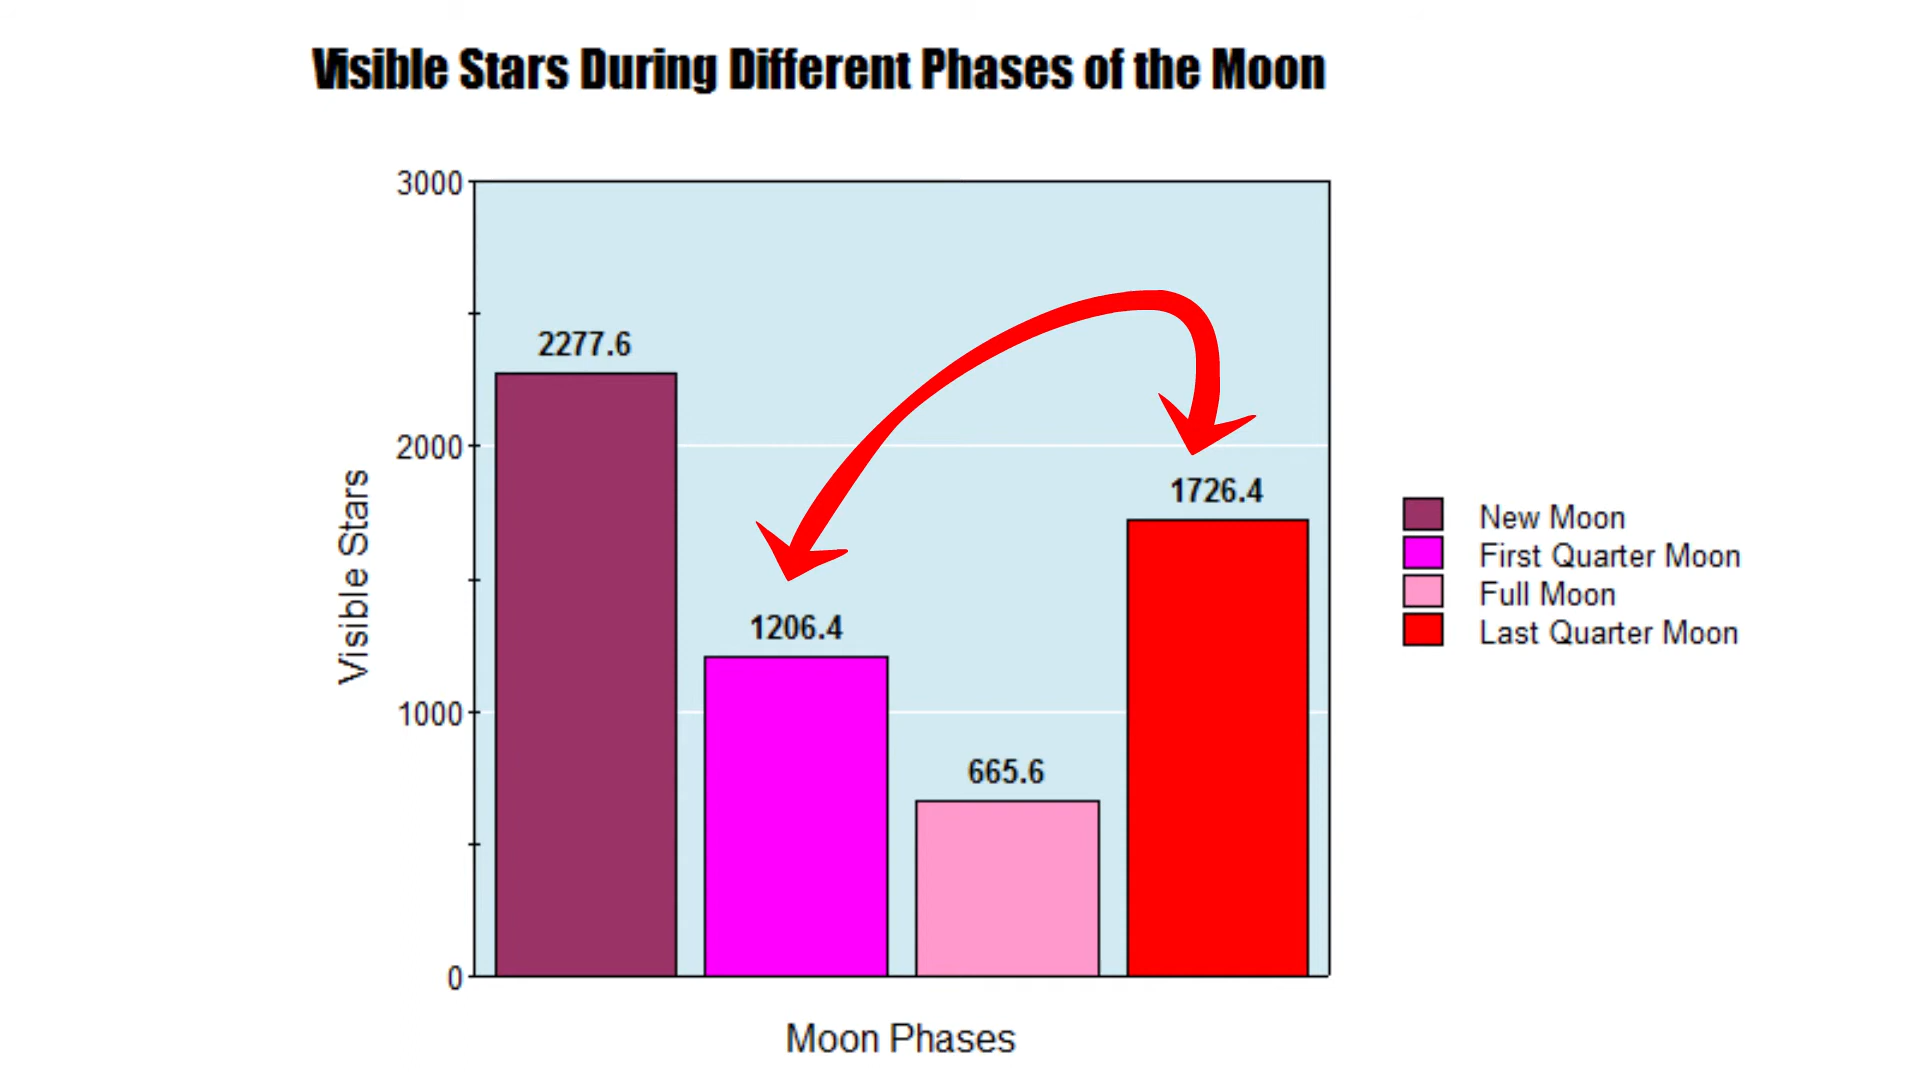 Visible Stars During Different Phases of the Moon
3000
2277.6
2000
1726.4
1206.4
1000
665.6
0
Visible Stars
Moon Phases
New Moon
First Quarter Moon
Full Moon
Last Quarter Moon